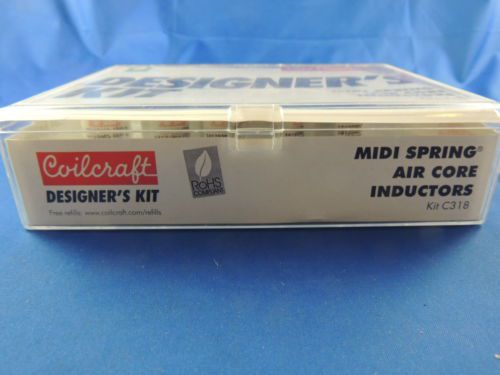 DESIGNER'S
KIT
Coilcraft
DESIGNER'S KIT
Free refills: www.coilcraft.com/refills
RoHS
COMPLIANT
MIDI SPRING®
AIR CORE
INDUCTORS
Kit C318